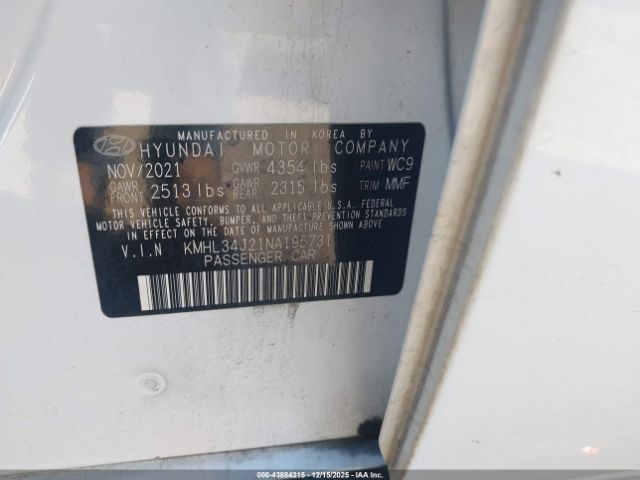 MANUFACTURED IN KOREA BY
HYUNDAI MOTOR COMPANY
NOV/2021 GVWR 4354 lbs PAINT WC9
GAWR FRONT 2513 lbs GAWR REAR 2315 lbs TRIM MMF
THIS VEHICLE CONFORMS TO ALL APPLICABLE U.S.A. FEDERAL
MOTOR VEHICLE SAFETY, BUMPER, AND THEFT PREVENTION STANDARDS
IN EFFECT ON THE DATE OF MANUFACTURE SHOWN ABOVE.
V.I.N KMHL34J21NA195731
PASSENGER CAR
000-43884315 - 12/15/2025 - IAA Inc.